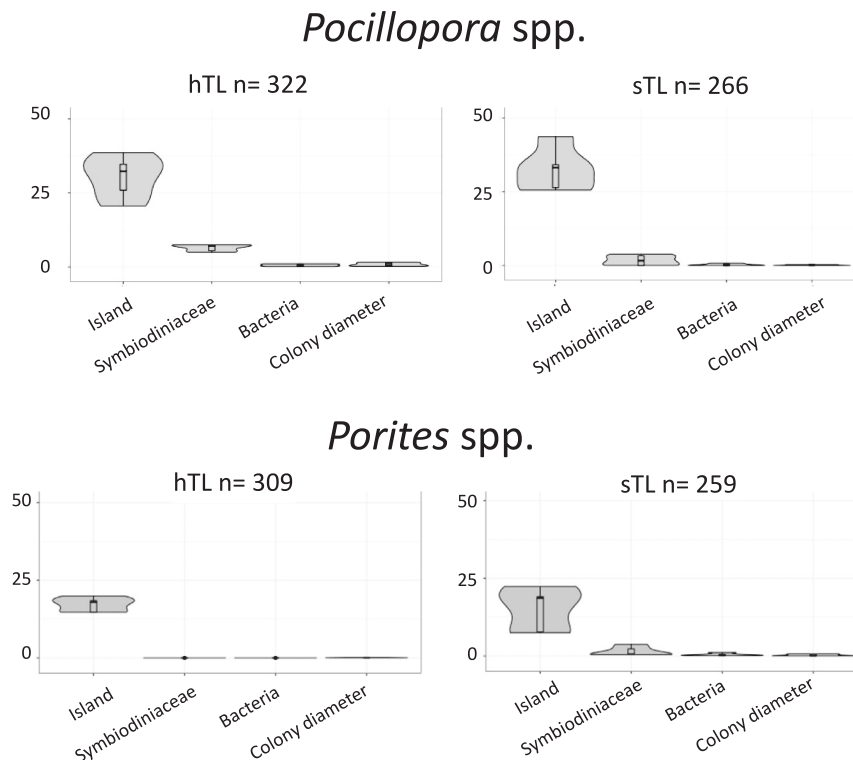 Pocillopora spp.
hTL n= 322
sTL n= 266
50
25
0
Island
Symbiodiniaceae
Bacteria
Colony diameter
50
25
0
Island
Symbiodiniaceae
Bacteria
Colony diameter
Porites spp.
hTL n= 309
sTL n= 259
50
25
0
Island
Symbiodiniaceae
Bacteria
Colony diameter
50
25
0
Island
Symbiodiniaceae
Bacteria
Colony diameter